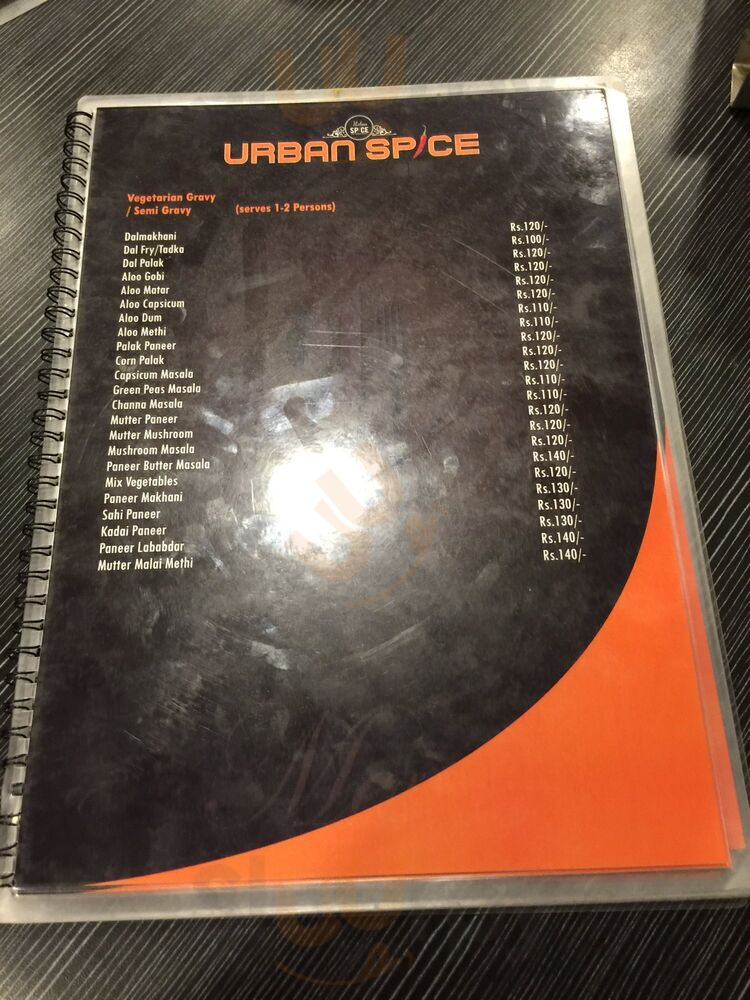 Urban
SPICE
URBAN SPICE
Vegetarian Gravy
/ Semi Gravy (serves 1-2 Persons)
Dalmakhani Rs.120/-
Dal Fry/Tadka Rs.100/-
Dal Palak Rs.120/-
Aloo Gobi Rs.120/-
Aloo Matar Rs.120/-
Aloo Capsicum Rs.120/-
Aloo Dum Rs.110/-
Aloo Methi Rs.110/-
Palak Paneer Rs.120/-
Corn Palak Rs.120/-
Capsicum Masala Rs.120/-
Green Peas Masala Rs.110/-
Channa Masala Rs.110/-
Mutter Paneer Rs.120/-
Mutter Mushroom Rs.120/-
Mushroom Masala Rs.120/-
Paneer Butter Masala Rs.140/-
Mix Vegetables Rs.120/-
Paneer Makhani Rs.130/-
Sahi Paneer Rs.130/-
Kadai Paneer Rs.130/-
Paneer Lababdar Rs.140/-
Mutter Malai Methi Rs.140/-